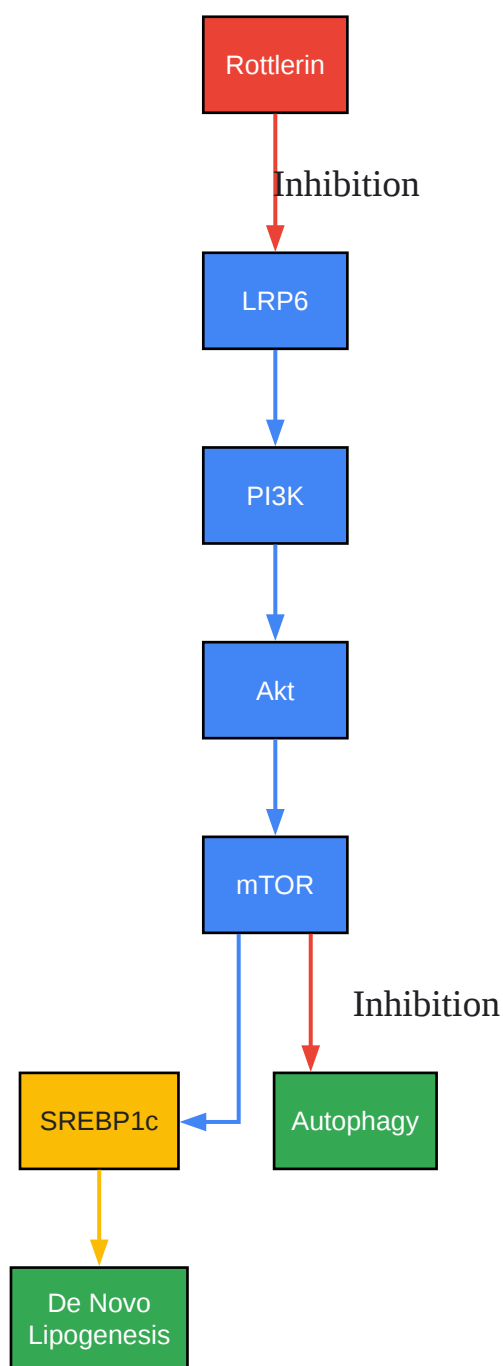 Rottlerin
Inhibition
LRP6
PI3K
Akt
mTOR
Inhibition
SREBP1c
Autophagy
De Novo
Lipogenesis